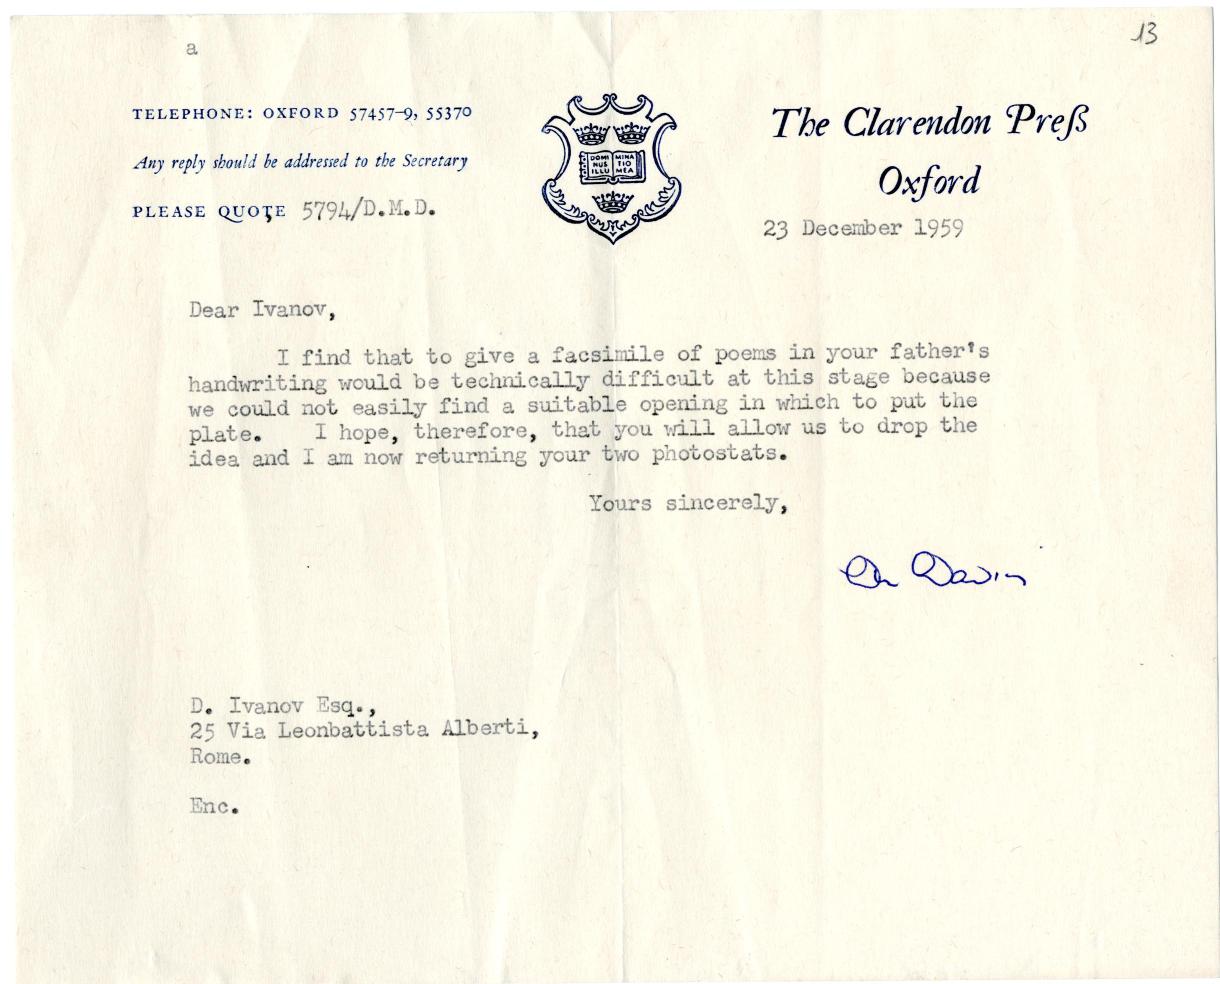 a
13
TELEPHONE: OXFORD 57457-9, 55370
Any reply should be addressed to the Secretary
PLEASE QUOTE 5794/D.M.D.
DOMI MINA
NUS TIO
ILLU MEA
The Clarendon Preſs
Oxford
23 December 1959
Dear Ivanov,
I find that to give a facsimile of poems in your father's
handwriting would be technically difficult at this stage because
we could not easily find a suitable opening in which to put the
plate. I hope, therefore, that you will allow us to drop the
idea and I am now returning your two photostats.
Yours sincerely,
Dan Davin
D. Ivanov Esq.,
25 Via Leonbattista Alberti,
Rome.
Enc.